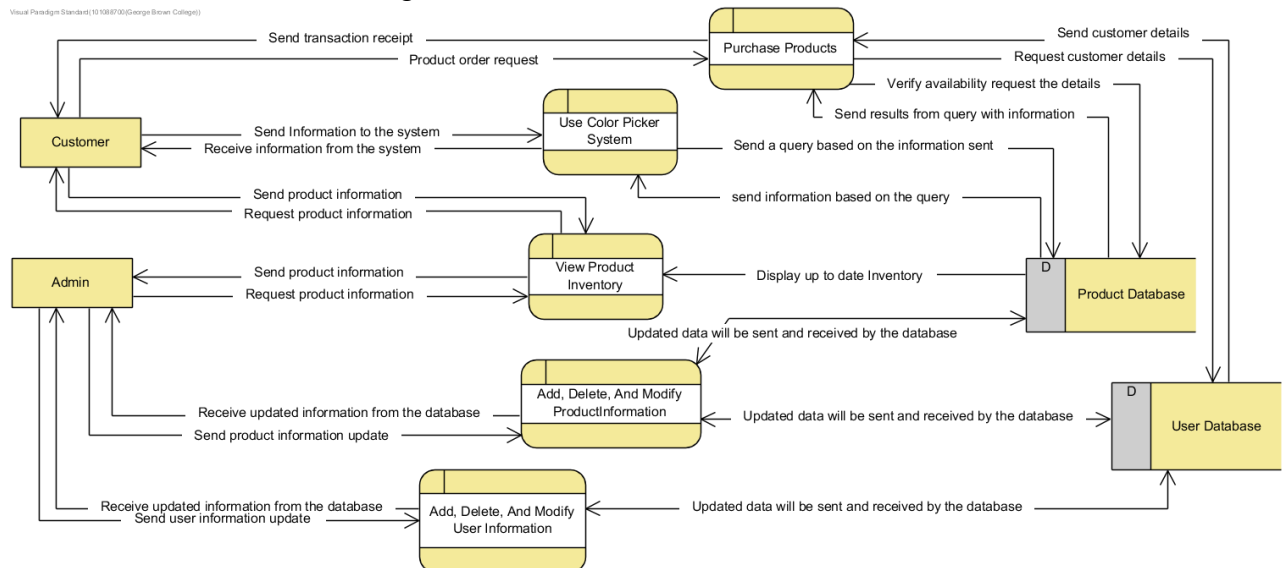 Visual Paradigm Standard(101088700(George Brown College))
Send transaction receipt
Product order request
Purchase Products
Send customer details
Request customer details
Verify availability request the details
Send results from query with information
Customer
Send Information to the system
Receive information from the system
Use Color Picker
System
Send a query based on the information sent
send information based on the query
Send product information
Request product information
Admin
Send product information
Request product information
View Product
Inventory
Display up to date Inventory
D
Product Database
Updated data will be sent and received by the database
Receive updated information from the database
Send product information update
Add, Delete, And Modify
ProductInformation
Updated data will be sent and received by the database
D
User Database
Receive updated information from the database
Send user information update
Add, Delete, And Modify
User Information
Updated data will be sent and received by the database